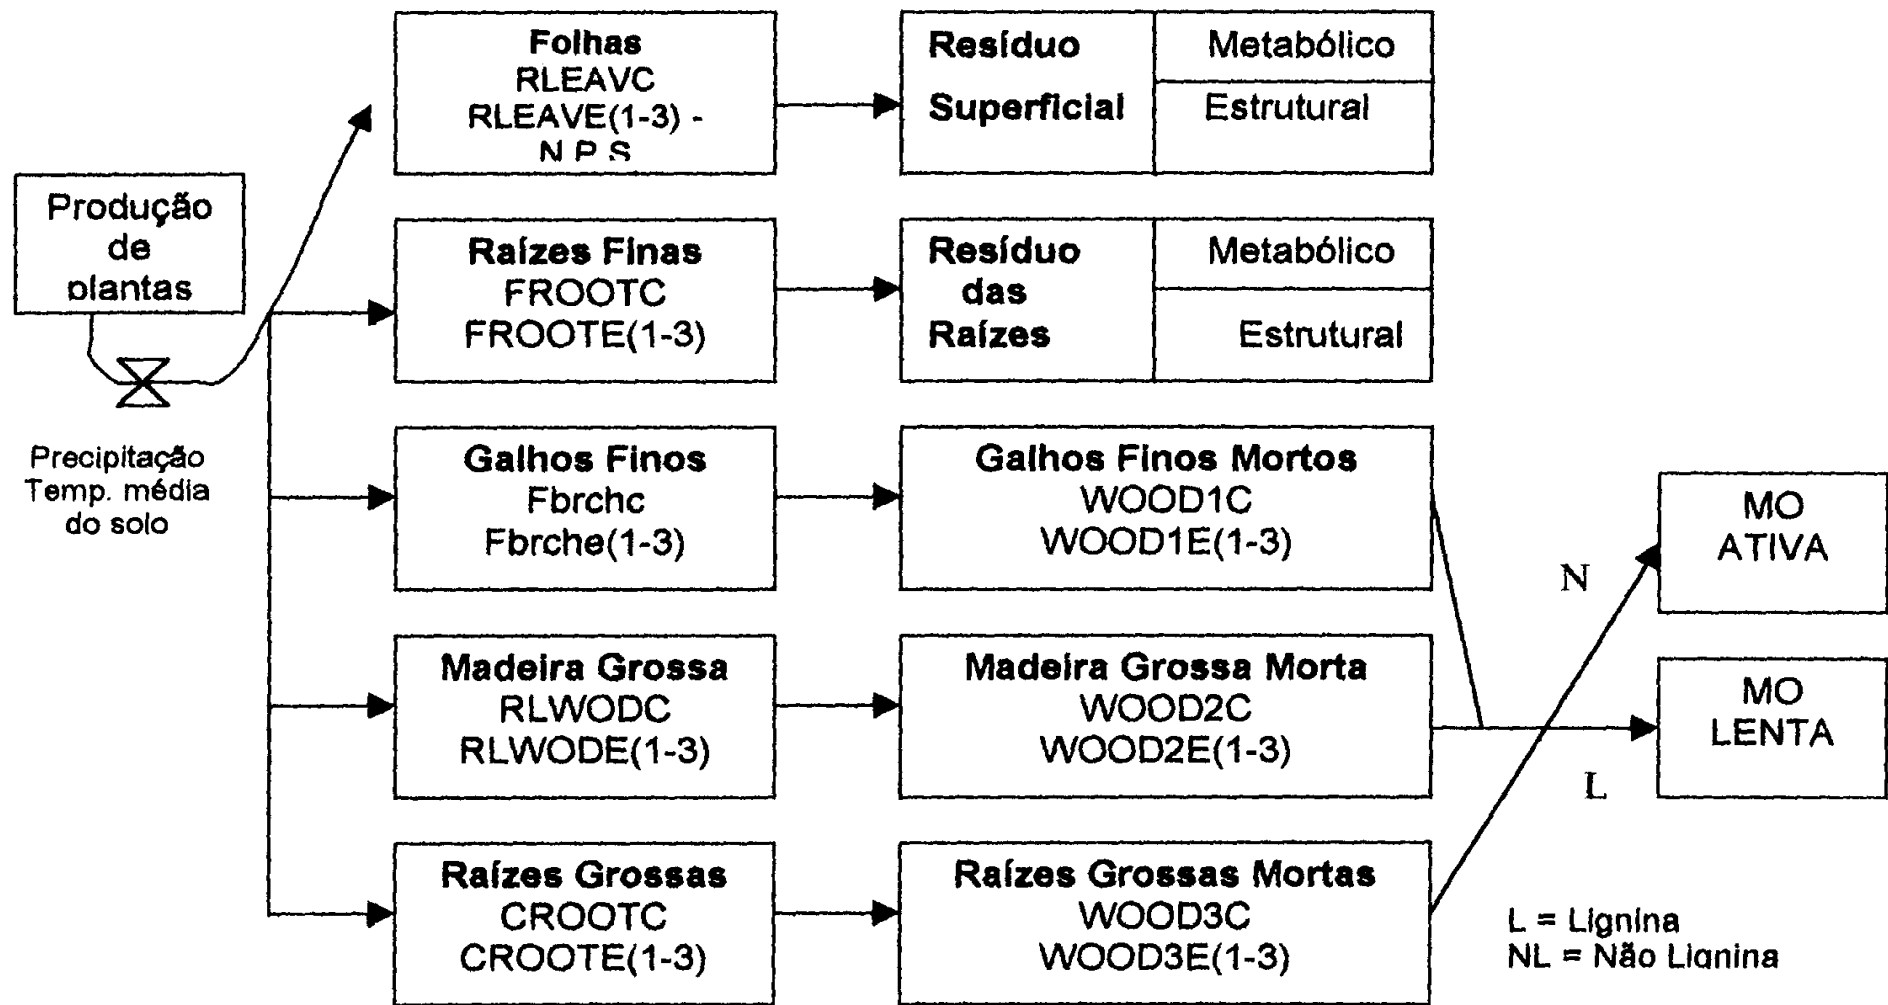 Produção
de
plantas
Precipitação
Temp. média
do solo
Folhas
RLEAVC
RLEAVE(1-3) -
N P S
Resíduo
Superficial
Metabólico
Estrutural
Raízes Finas
FROOTC
FROOTE(1-3)
Resíduo
das
Raízes
Metabólico
Estrutural
Galhos Finos
Fbrchc
Fbrche(1-3)
Galhos Finos Mortos
WOOD1C
WOOD1E(1-3)
Madeira Grossa
RLWODC
RLWODE(1-3)
Madeira Grossa Morta
WOOD2C
WOOD2E(1-3)
Raízes Grossas
CROOTC
CROOTE(1-3)
Raízes Grossas Mortas
WOOD3C
WOOD3E(1-3)
N
L
MO
ATIVA
MO
LENTA
L = Lignina
NL = Não Lignina